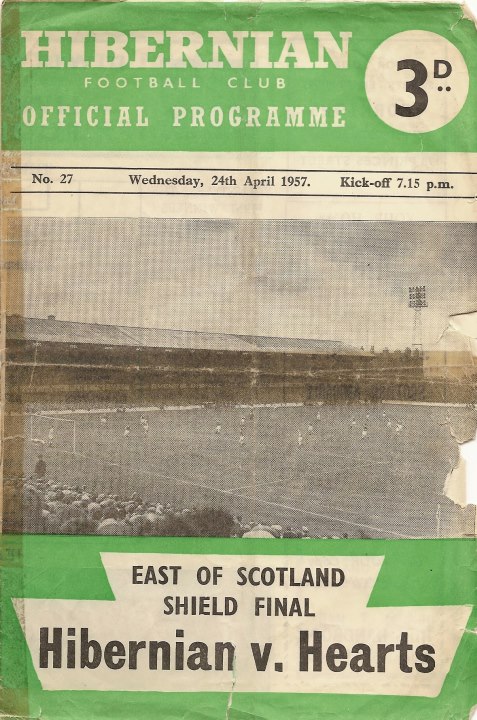 HIBERNIAN
FOOTBALL CLUB
OFFICIAL PROGRAMME
3D
No. 27 Wednesday, 24th April 1957. Kick-off 7.15 p.m.
EAST OF SCOTLAND
SHIELD FINAL
Hibernian v. Hearts